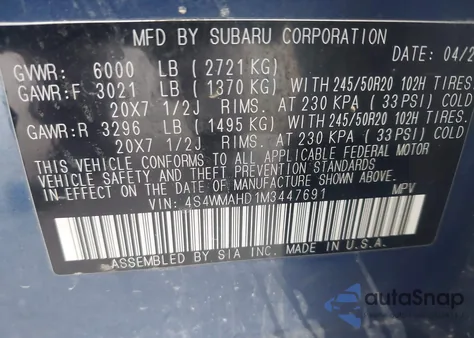 MFD BY SUBARU CORPORATION
DATE: 04/2
GVWR: 6000 LB (2721 KG)
GAWR:F 3021 LB (1370 KG) WITH 245/50R20 102H TIRES.
20X7 1/2J RIMS. AT 230 KPA (33 PSI) COLD
GAWR:R 3296 LB (1495 KG) WITH 245/50R20 102H TIRES.
20X7 1/2J RIMS. AT 230 KPA (33 PSI) COLD
THIS VEHICLE CONFORMS TO ALL APPLICABLE FEDERAL MOTOR
VEHICLE SAFETY AND THEFT PREVENTION STANDARDS
IN EFFECT ON THE DATE OF MANUFACTURE SHOWN ABOVE.
VIN: 4S4WMAHD1M3447691 MPV
ASSEMBLED BY SIA INC. MADE IN U.S.A.
autoSnap